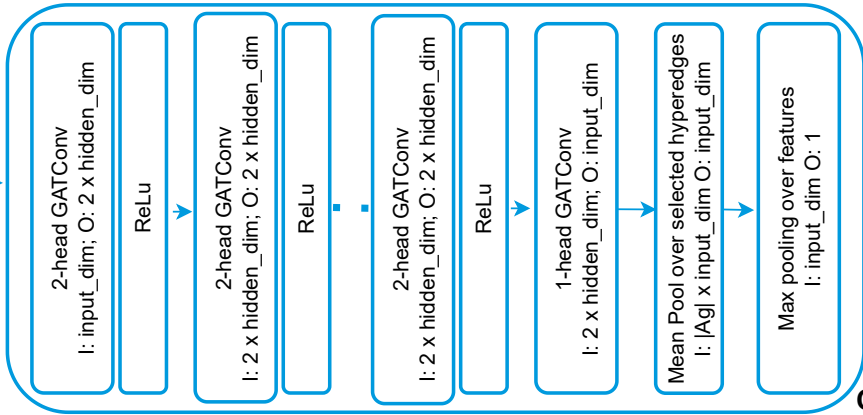 2-head GATConv
I: input_dim; O: 2 x hidden_dim
ReLu
2-head GATConv
I: 2 x hidden_dim; O: 2 x hidden_dim
ReLu
2-head GATConv
I: 2 x hidden_dim; O: 2 x hidden_dim
ReLu
1-head GATConv
I: 2 x hidden_dim; O: input_dim
Mean Pool over selected hyperedges
I: |Ag| x input_dim O: input_dim
Max pooling over features
I: input_dim O: 1